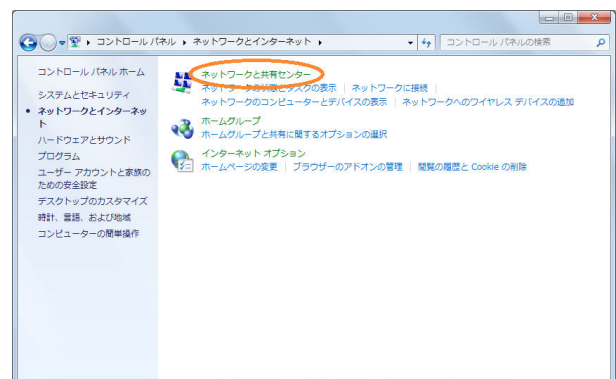 コントロール パネル ▸ ネットワークとインターネット ▸
コントロール パネルの検索
コントロール パネル ホーム
システムとセキュリティ
ネットワークとインターネッ
ト
ハードウェアとサウンド
プログラム
ユーザー アカウントと家族の
ための安全設定
デスクトップのカスタマイズ
時計、言語、および地域
コンピューターの簡単操作
ネットワークと共有センター
ネットワークの状態とタスクの表示 | ネットワークに接続 |
ネットワークのコンピューターとデバイスの表示 | ネットワークへのワイヤレス デバイスの追加
ホームグループ
ホームグループと共有に関するオプションの選択
インターネット オプション
ホームページの変更 | ブラウザーのアドオンの管理 | 閲覧の履歴と Cookie の削除